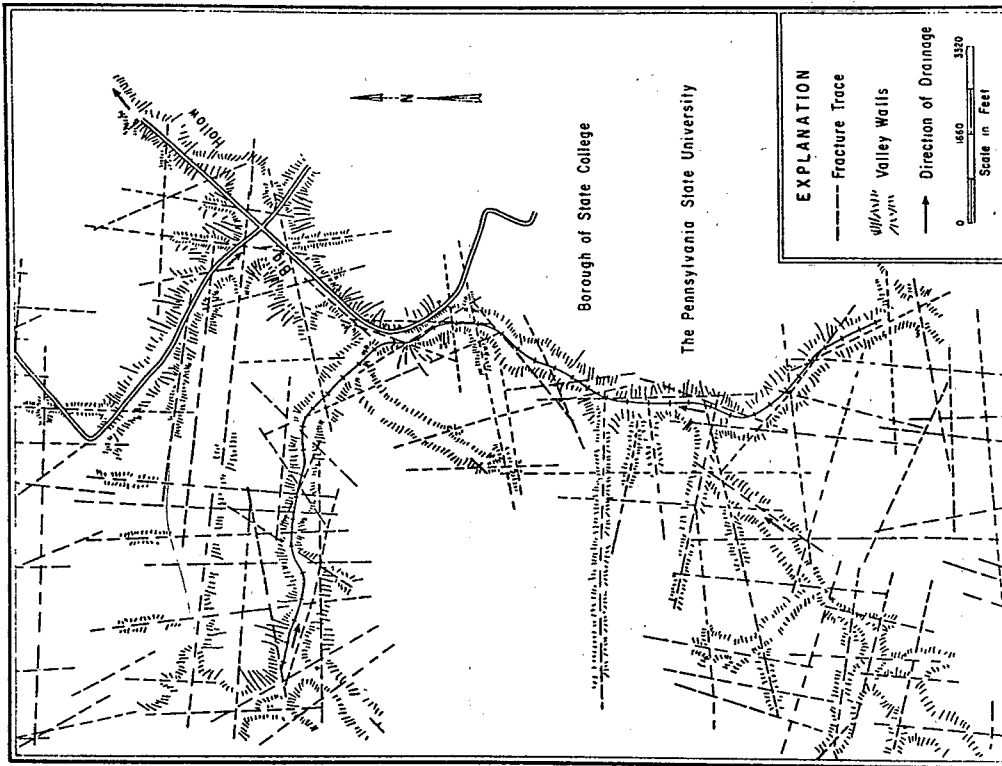 Big
Hollow
N
Borough of State College
The Pennsylvania State University
EXPLANATION
Fracture Trace
Valley Walls
Direction of Drainage
0 1660 3320
Scale in Feet